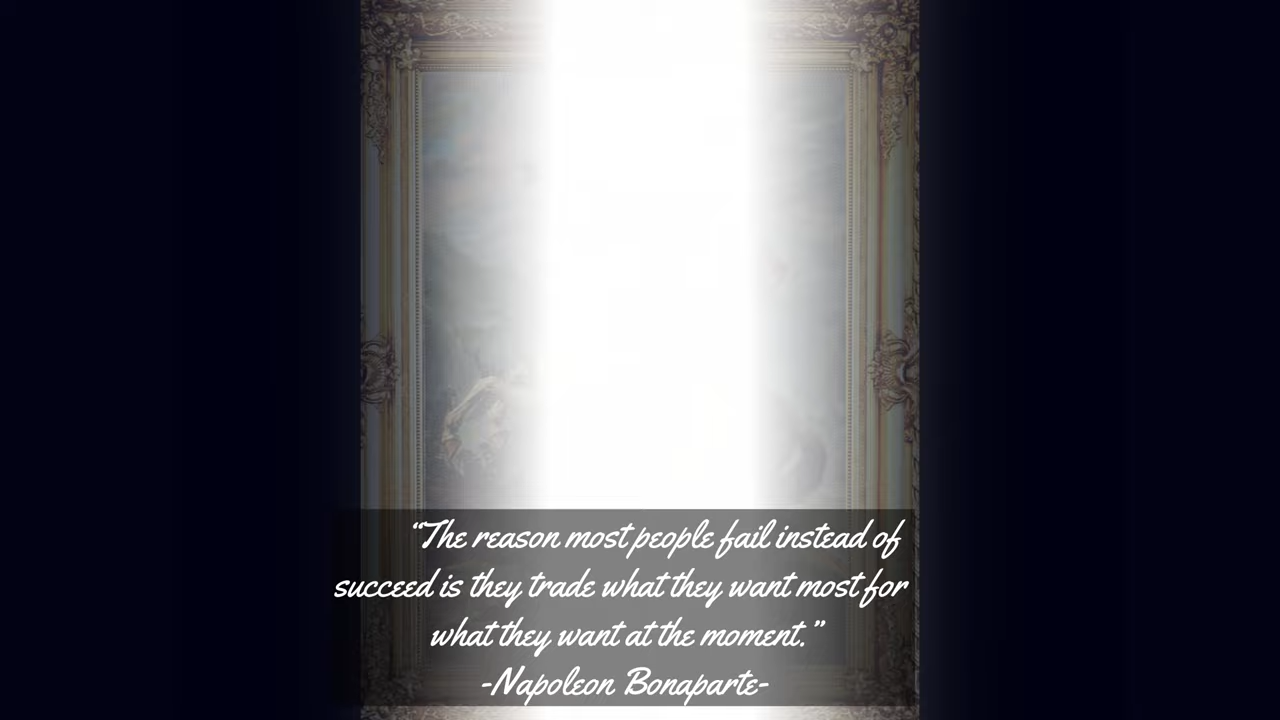 “The reason most people fail instead of
succeed is they trade what they want most for
what they want at the moment.”
-Napoleon Bonaparte-